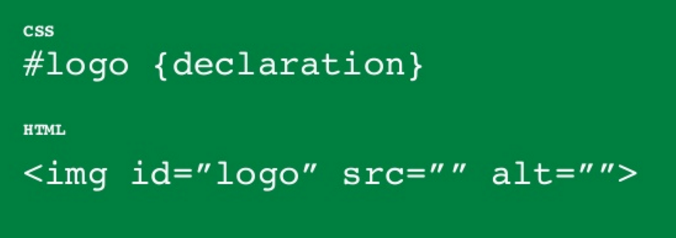 CSS
#logo {declaration}
HTML
<img id=”logo” src=”” alt=””>